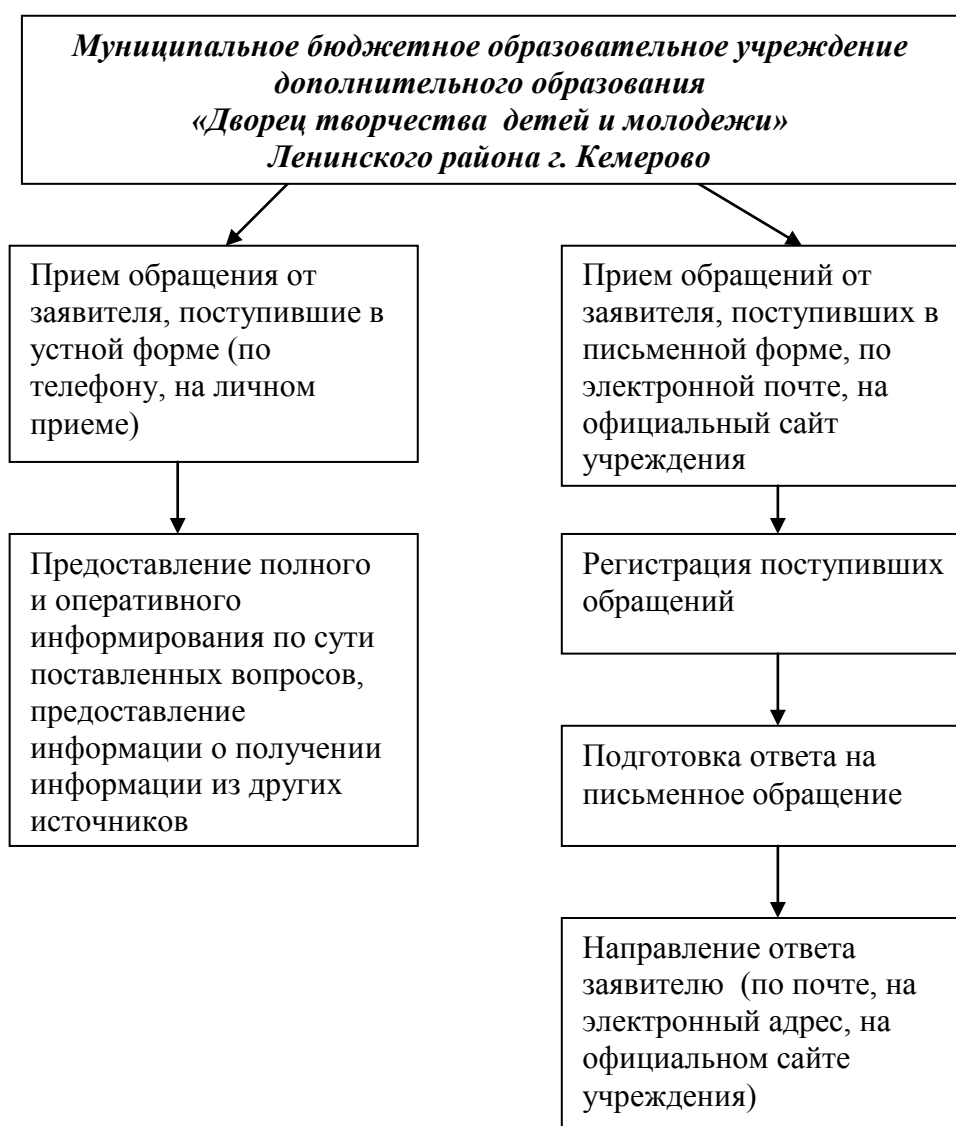 Муниципальное бюджетное образовательное учреждение
дополнительного образования
«Дворец творчества детей и молодежи»
Ленинского района г. Кемерово
Прием обращения от
заявителя, поступившие в
устной форме (по
телефону, на личном
приеме)
Предоставление полного
и оперативного
информирования по сути
поставленных вопросов,
предоставление
информации о получении
информации из других
источников
Прием обращений от
заявителя, поступивших в
письменной форме, по
электронной почте, на
официальный сайт
учреждения
Регистрация поступивших
обращений
Подготовка ответа на
письменное обращение
Направление ответа
заявителю (по почте, на
электронный адрес, на
официальном сайте
учреждения)